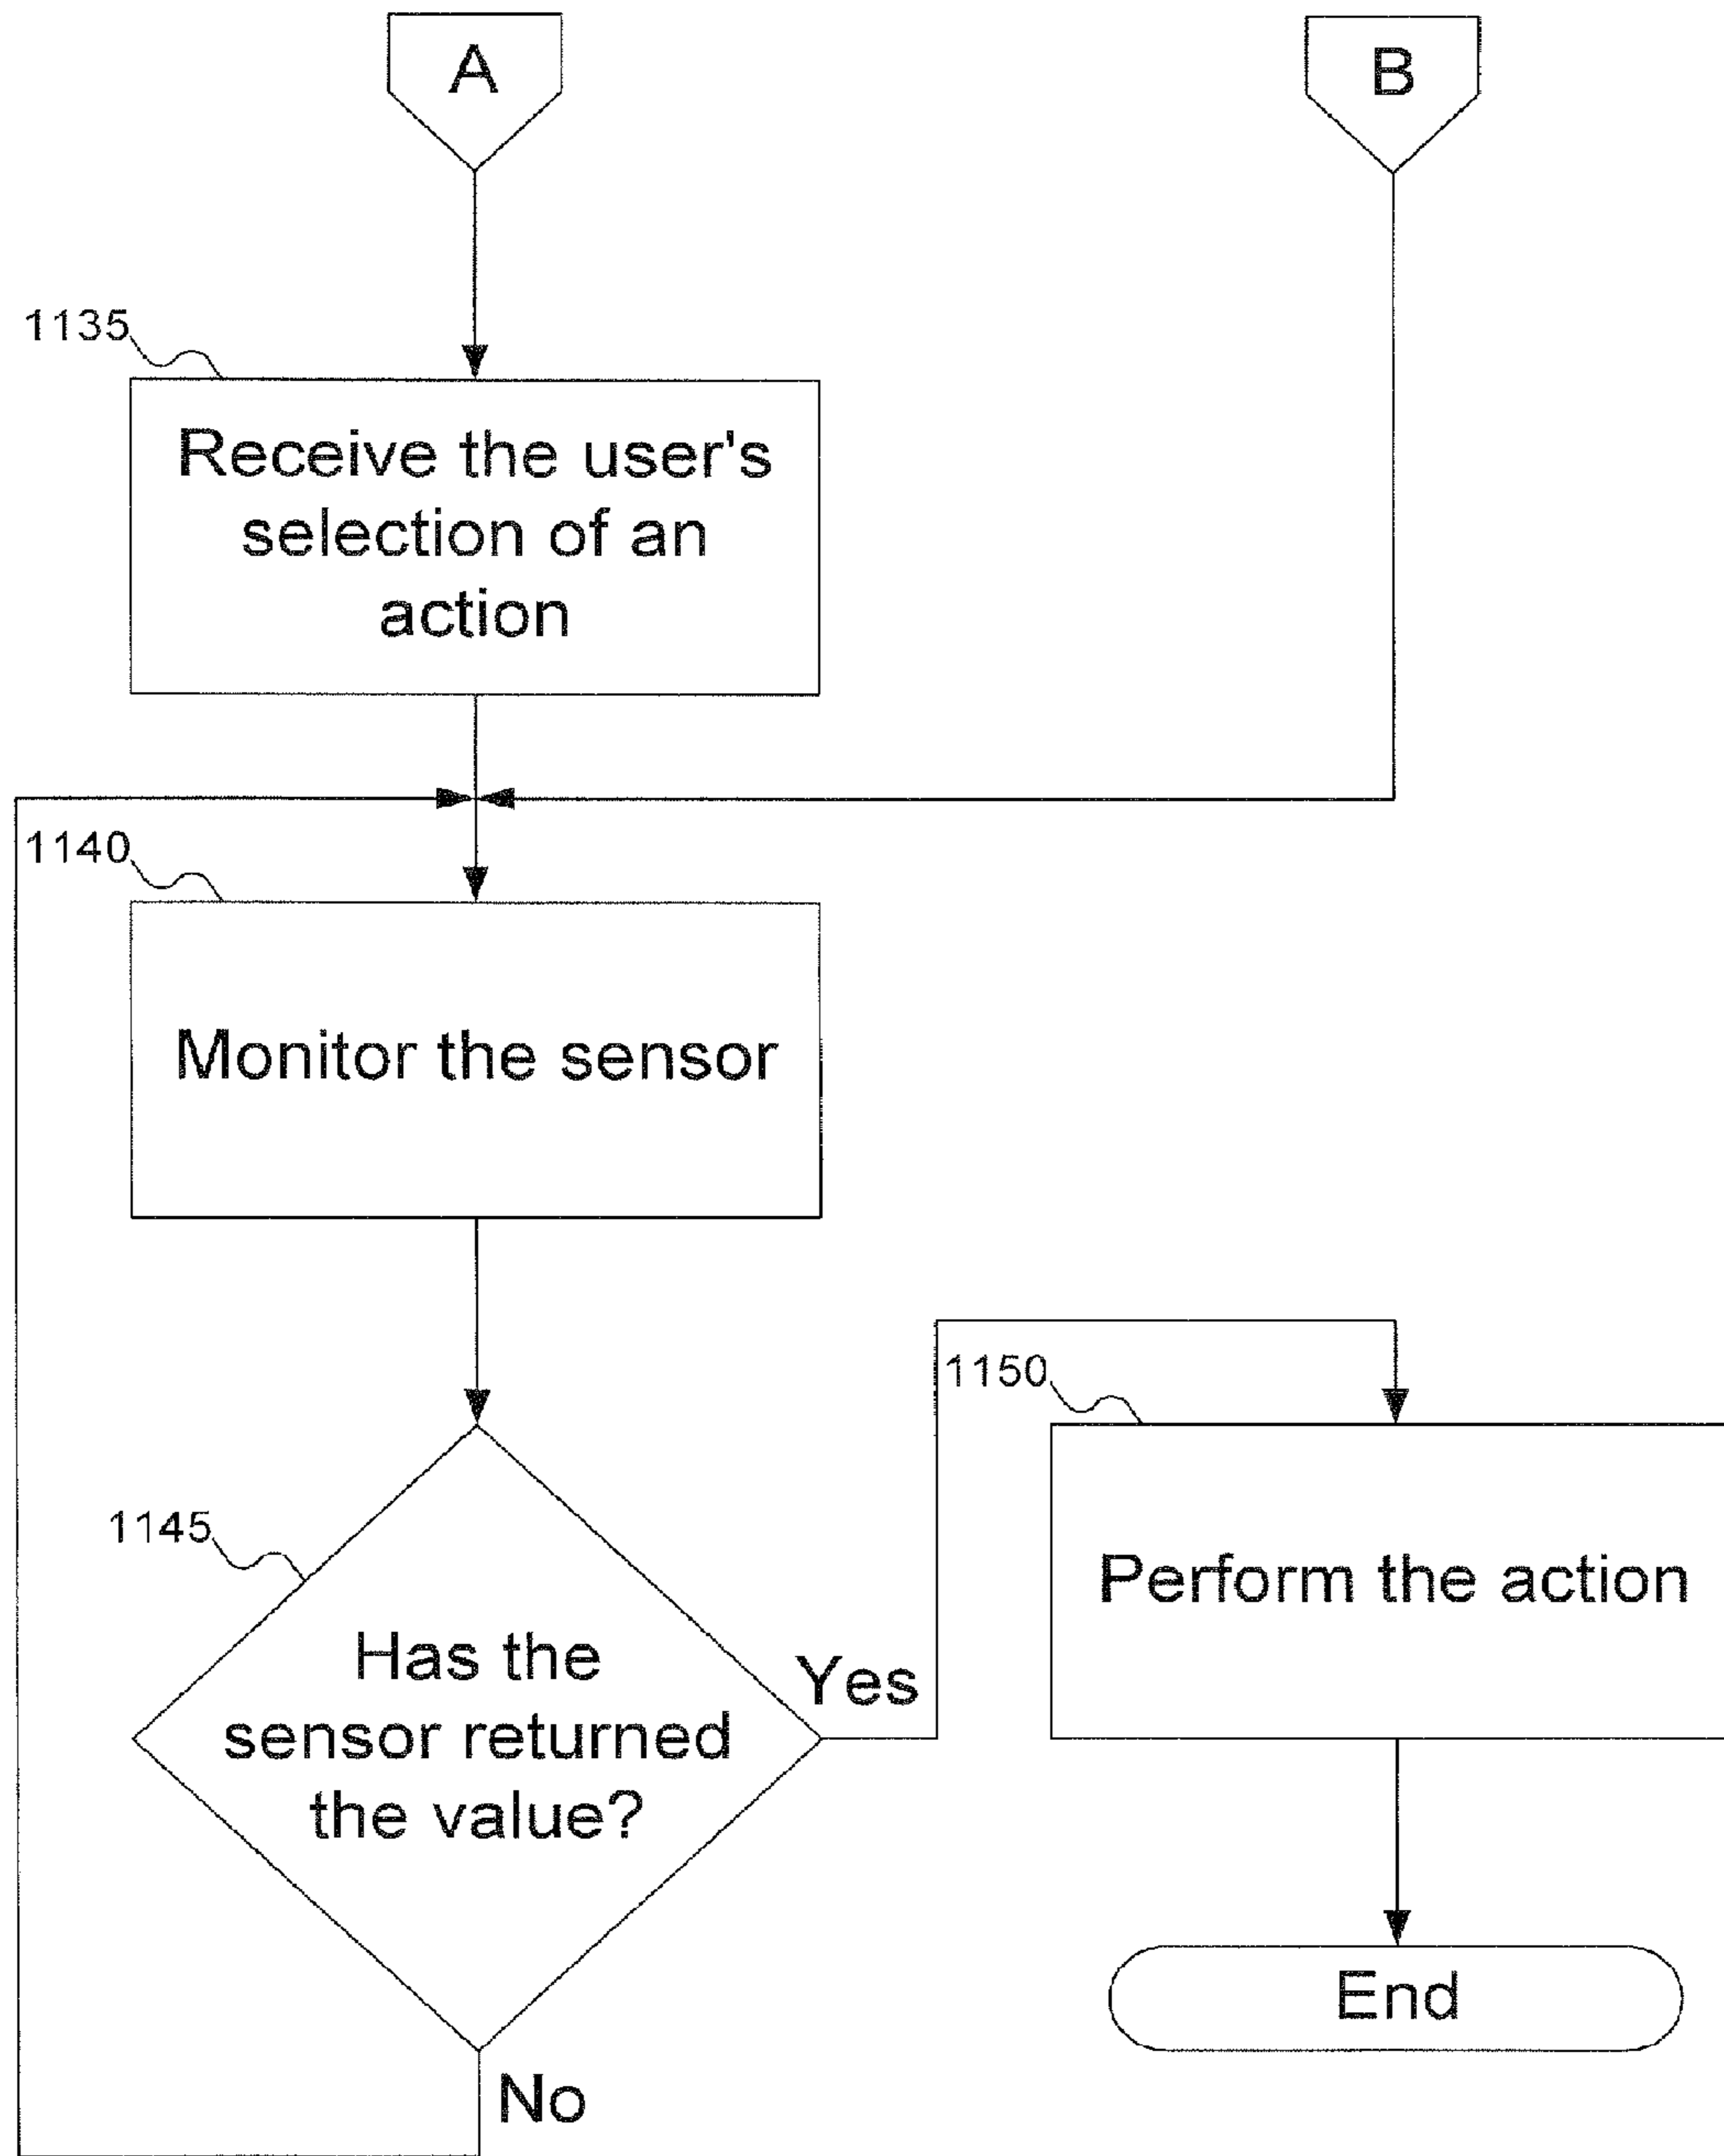 A
B
1135
Receive the user's
selection of an
action
1140
Monitor the sensor
1145
Has the
sensor returned
the value?
Yes
No
1150
Perform the action
End